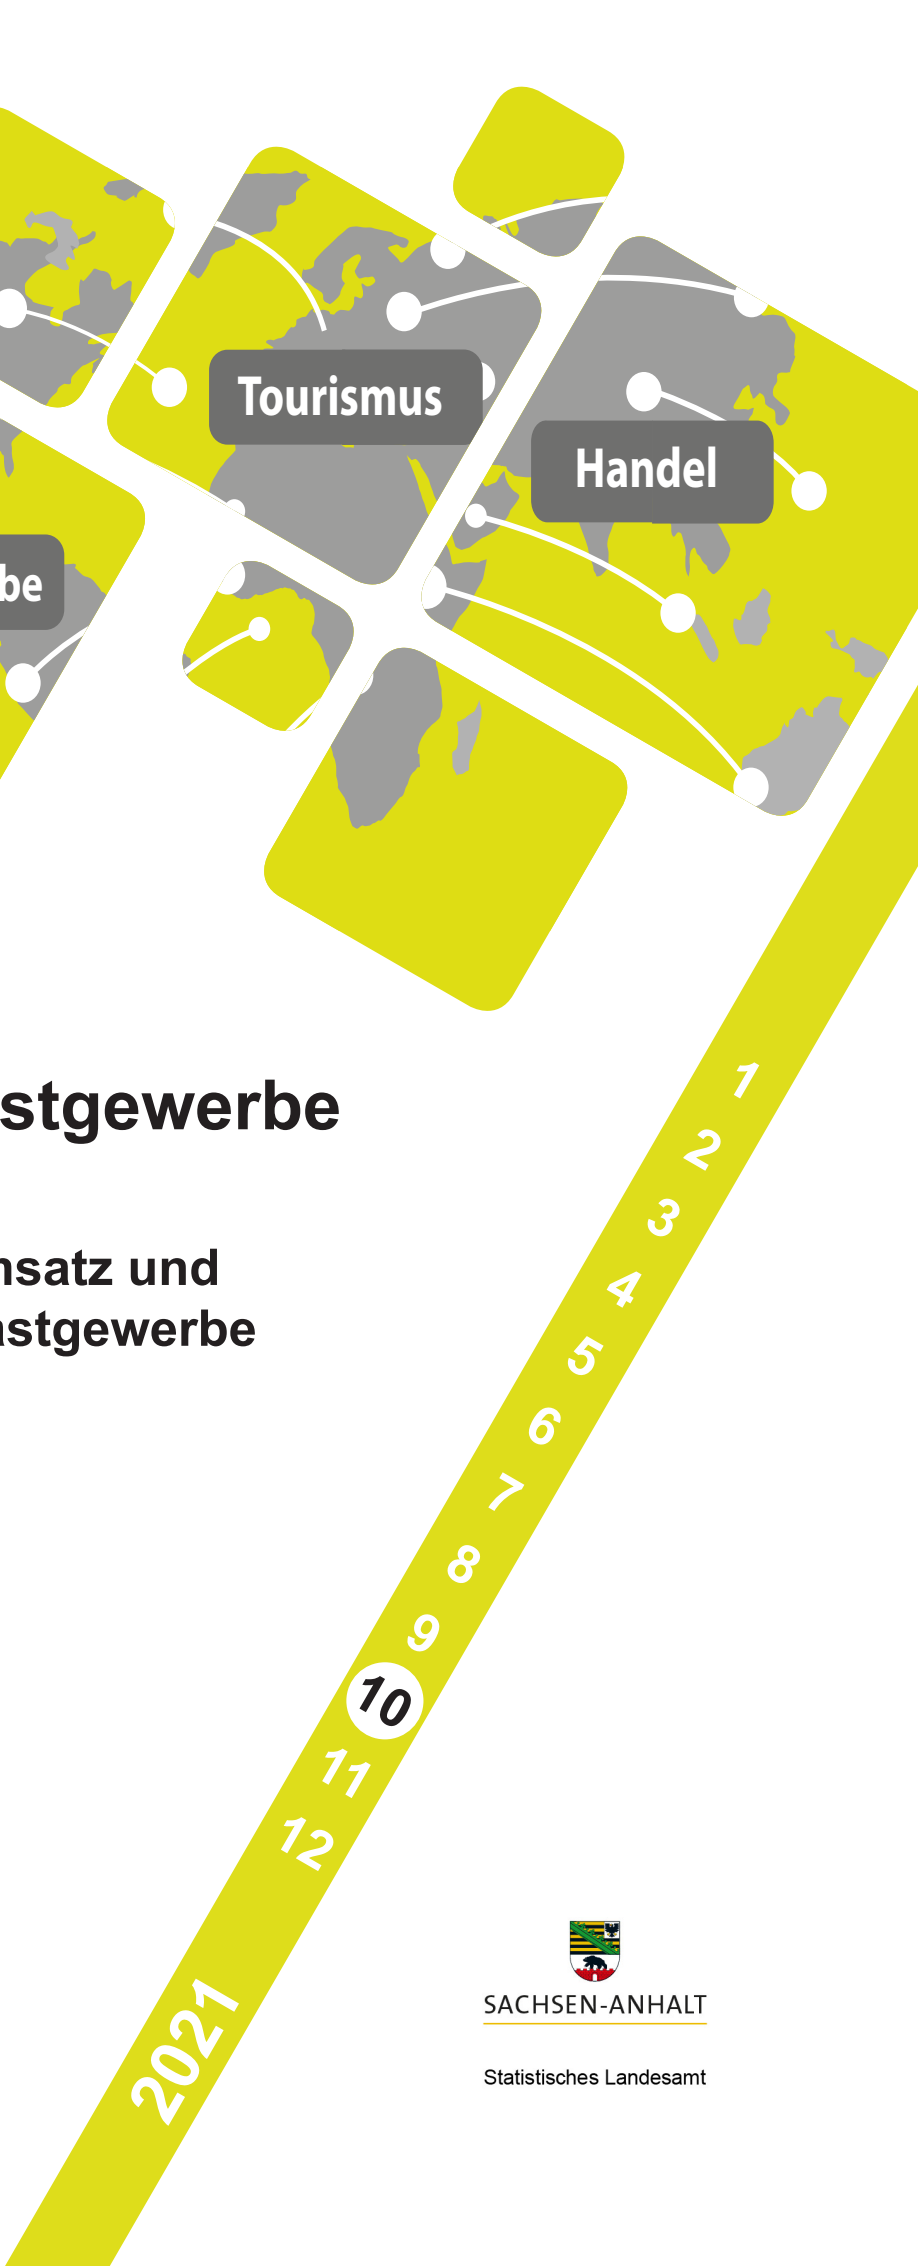 Tourismus
Handel
be
stgewerbe
nsatz und
astgewerbe
1
2
3
4
5
6
7
8
9
10
11
12
2021
SACHSEN-ANHALT
Statistisches Landesamt